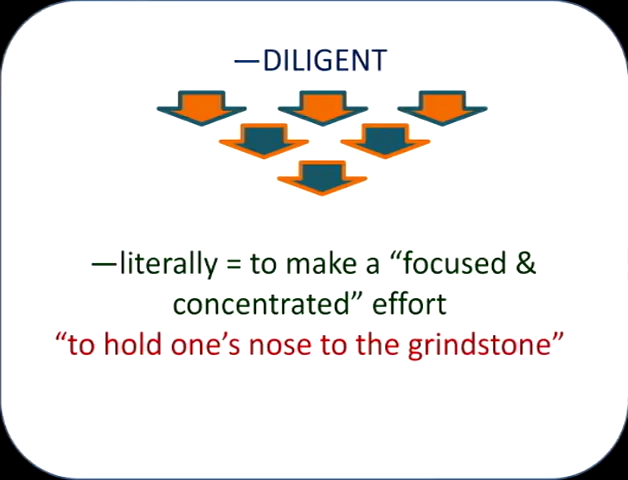 —DILIGENT
—literally = to make a “focused &
concentrated” effort
“to hold one’s nose to the grindstone”